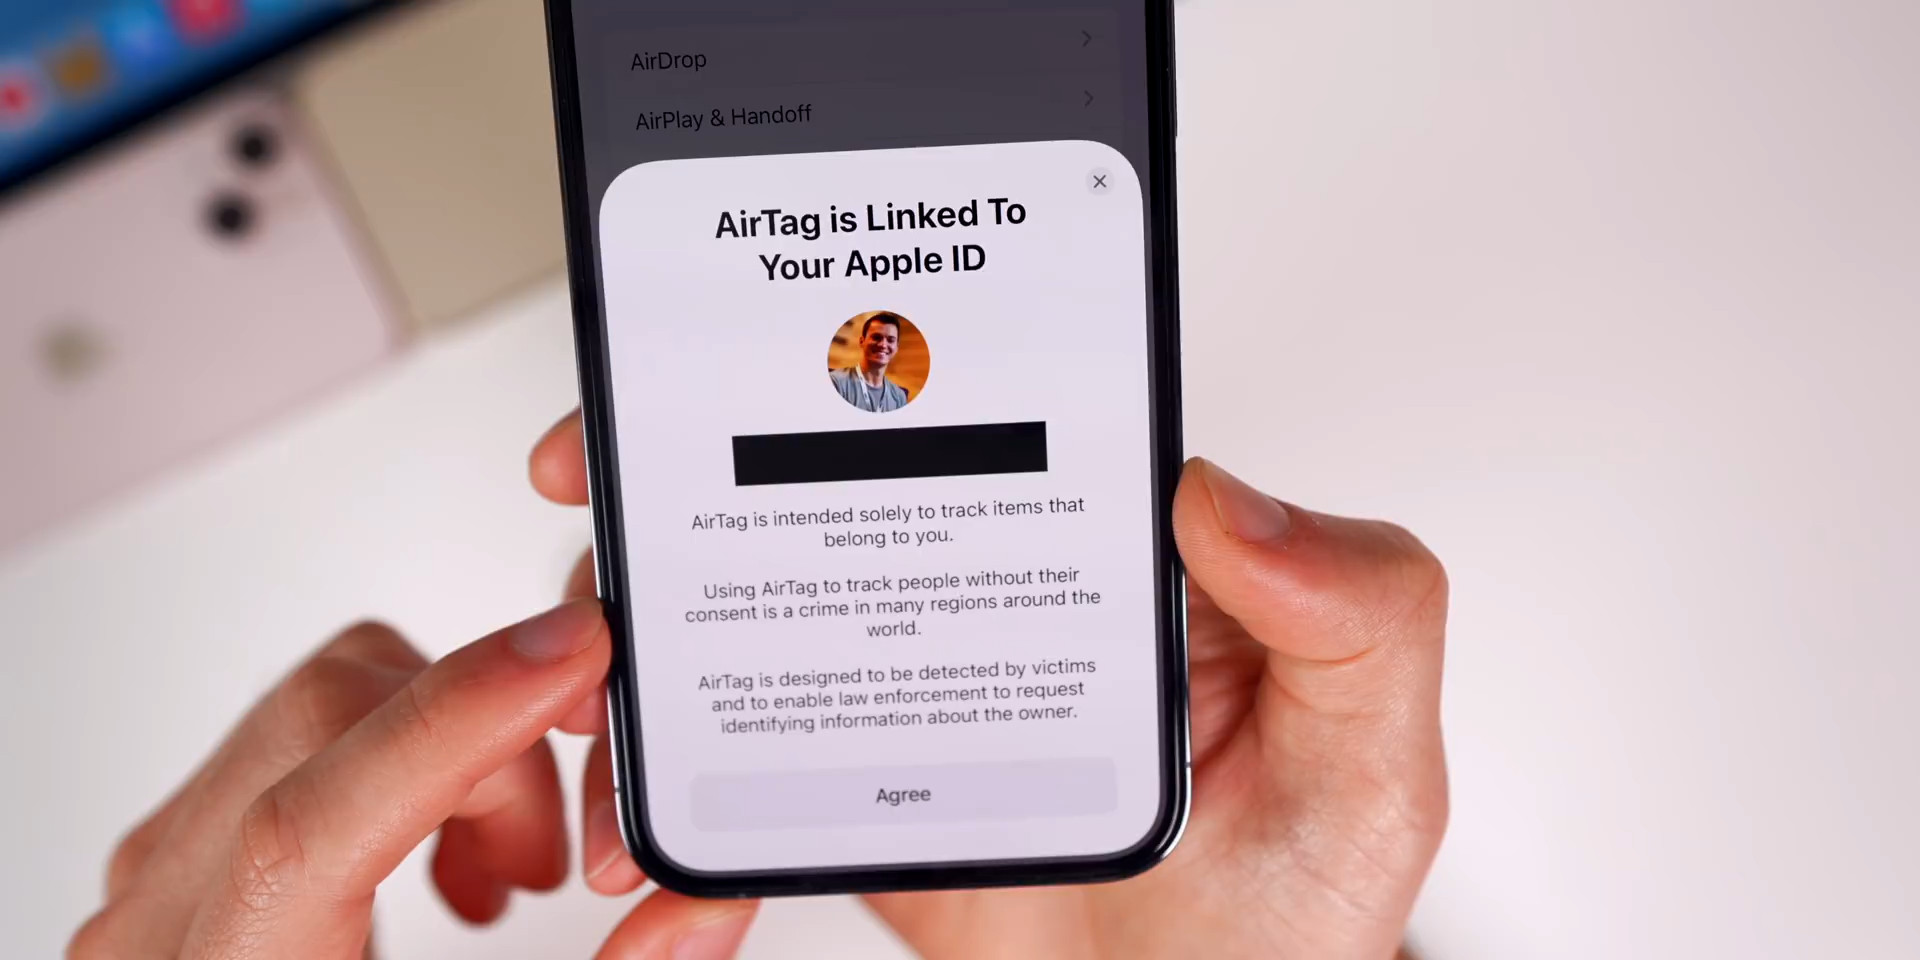 AirDrop
AirPlay & Handoff
AirTag is Linked To
Your Apple ID
AirTag is intended solely to track items that
belong to you.
Using AirTag to track people without their
consent is a crime in many regions around the
world.
AirTag is designed to be detected by victims
and to enable law enforcement to request
identifying information about the owner.
Agree